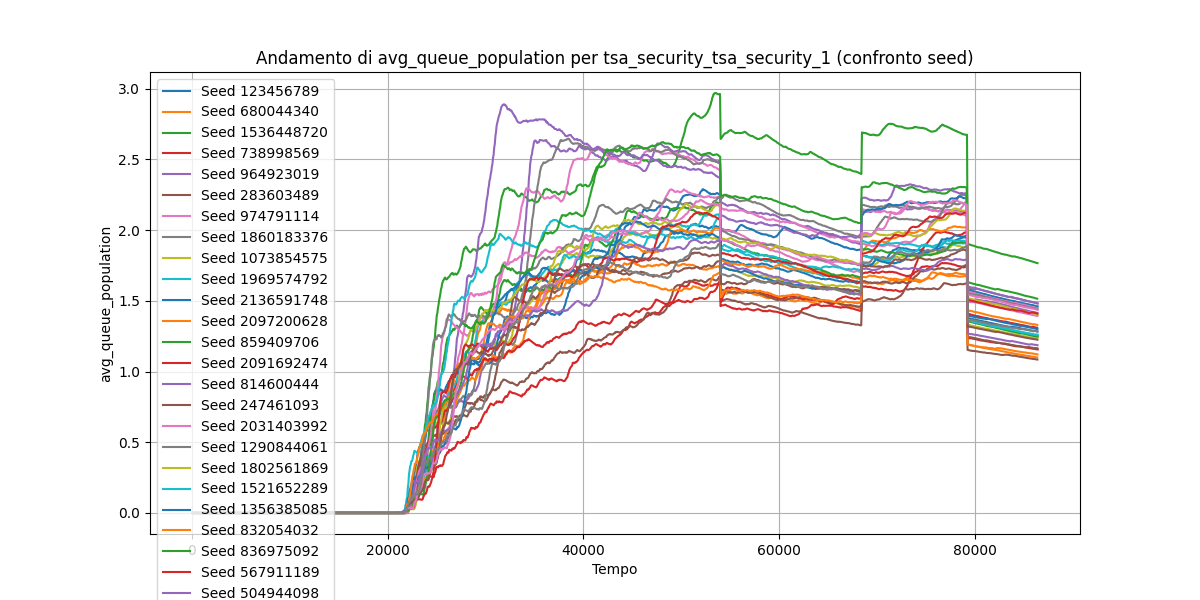 Andamento di avg_queue_population per tsa_security_tsa_security_1 (confronto seed)
3.0
2.5
2.0
1.5
1.0
0.5
0.0
avg_queue_population
Seed 123456789
Seed 680044340
Seed 1536448720
Seed 738998569
Seed 964923019
Seed 283603489
Seed 974791114
Seed 1860183376
Seed 1073854575
Seed 1969574792
Seed 2136591748
Seed 2097200628
Seed 859409706
Seed 2091692474
Seed 814600444
Seed 247461093
Seed 2031403992
Seed 1290844061
Seed 1802561869
Seed 1521652289
Seed 1356385085
Seed 832054032
Seed 836975092
Seed 567911189
Seed 504944098
0 20000 40000 60000 80000
Tempo